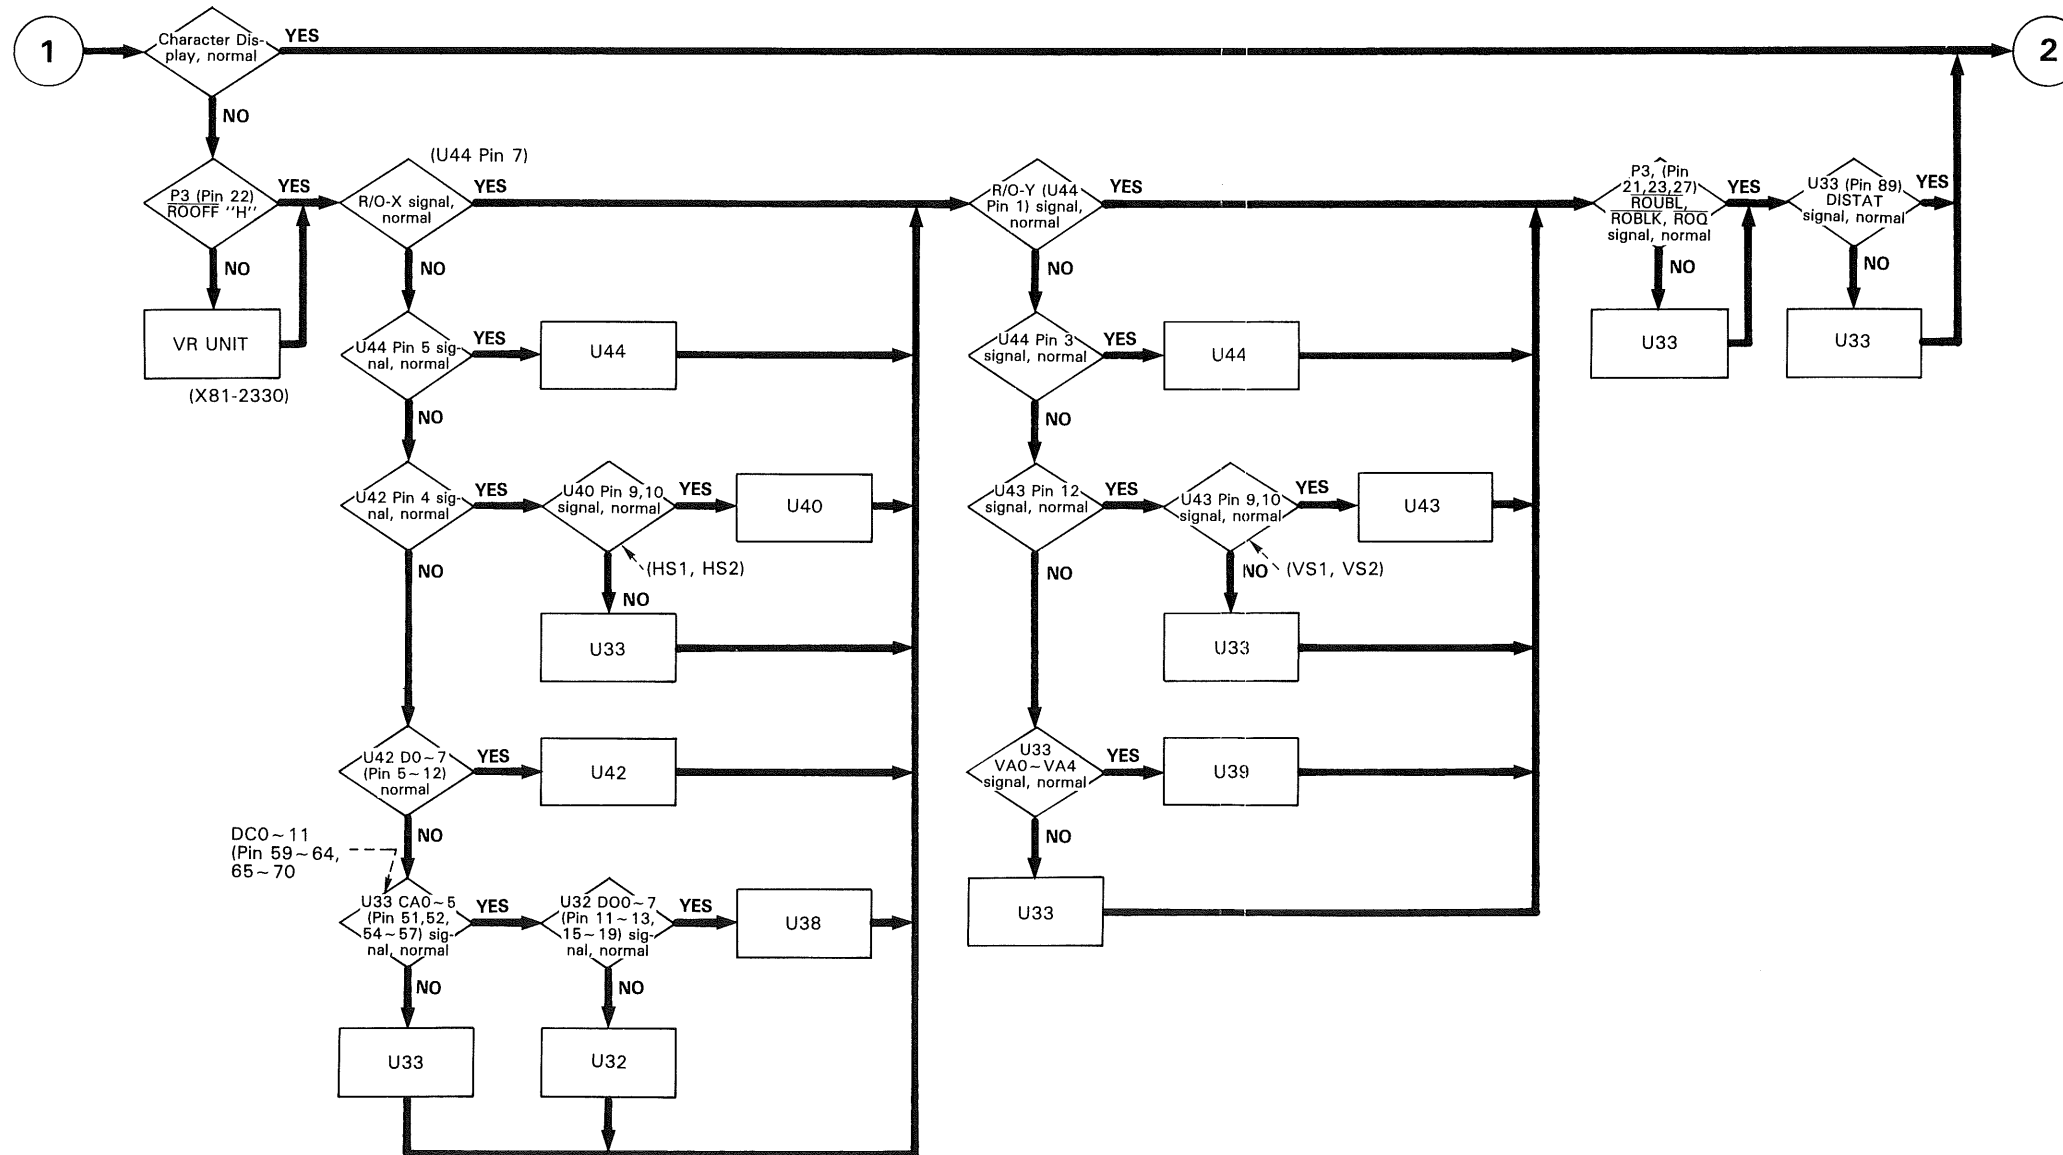 1
Character Dis-
play, normal
YES
2
NO
P3 (Pin 22)
ROOFF "H"
YES
NO
VR UNIT
(X81-2330)
(U44 Pin 7)
R/O-X signal,
normal
YES
NO
U44 Pin 5 sig-
nal, normal
YES
U44
NO
U42 Pin 4 sig-
nal, normal
YES
U40 Pin 9,10
signal, normal
YES
U40
(HS1, HS2)
NO
U33
NO
U42 D0~7
(Pin 5~12)
normal
YES
U42
NO
DC0~11
(Pin 59~64,
65~70
U33 CA0~5
(Pin 51,52,
54~57) sig-
nal, normal
YES
U32 DO0~7
(Pin 11~13,
15~19) sig-
nal, normal
YES
U38
NO
U33
NO
U32
R/O-Y (U44
Pin 1) signal,
normal
YES
NO
U44 Pin 3
signal, normal
YES
U44
NO
U43 Pin 12
signal, normal
YES
U43 Pin 9,10
signal, normal
YES
U43
NO
(VS1, VS2)
U33
NO
U33
VA0~VA4
signal, normal
YES
U39
NO
U33
P3, (Pin
21,23,27)
ROUBL,
ROBLK, ROQ
signal, normal
YES
NO
U33
U33 (Pin 89)
DISTAT
signal, normal
YES
NO
U33